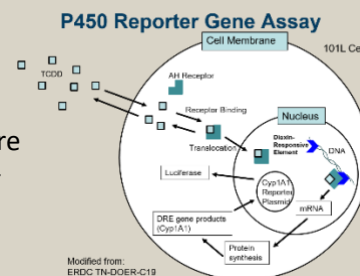 P450 Reporter Gene Assay
Cell Membrane
101L Ce
TCDD
AH Receptor
re
Receptor Binding
Nucleus
Translocation
Dioxin-
Responsive
Element
DNA
Luciferase
Cyp1A1
Reporter
Plasmid
mRNA
DRE gene products
(Cyp1A1)
Protein
synthesis
Modified from:
ERDC TN-DOER-C19